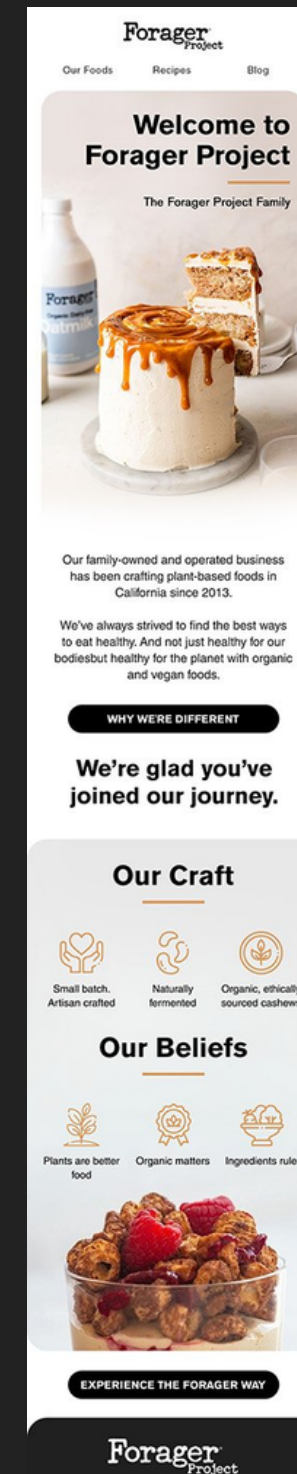 Forager
Project
Our Foods Recipes Blog
Welcome to
Forager Project
The Forager Project Family
Forager
Organic Dairy-Free
oatmilk
Our family-owned and operated business
has been crafting plant-based foods in
California since 2013.
We've always strived to find the best ways
to eat healthy. And not just healthy for our
bodiesbut healthy for the planet with organic
and vegan foods.
WHY WE'RE DIFFERENT
We're glad you've
joined our journey.
Our Craft
Small batch.
Artisan crafted
Naturally
fermented
Organic, ethically
sourced cashews
Our Beliefs
Plants are better
food
Organic matters
Ingredients rule
EXPERIENCE THE FORAGER WAY
Forager
Project